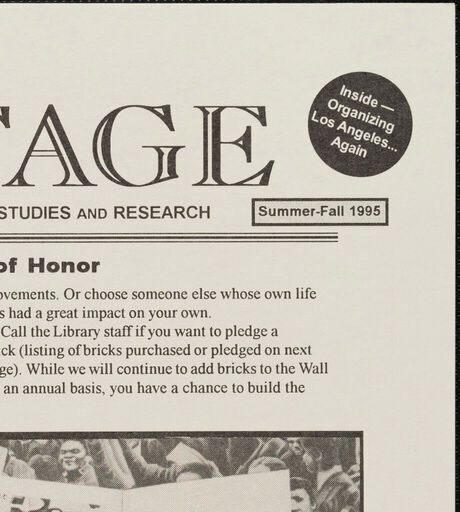 TAGE
Inside —
Organizing
Los Angeles...
Again
STUDIES AND RESEARCH
Summer-Fall 1995
of Honor
ovements. Or choose someone else whose own life
s had a great impact on your own.
Call the Library staff if you want to pledge a
ck (listing of bricks purchased or pledged on next
ge). While we will continue to add bricks to the Wall
an annual basis, you have a chance to build the